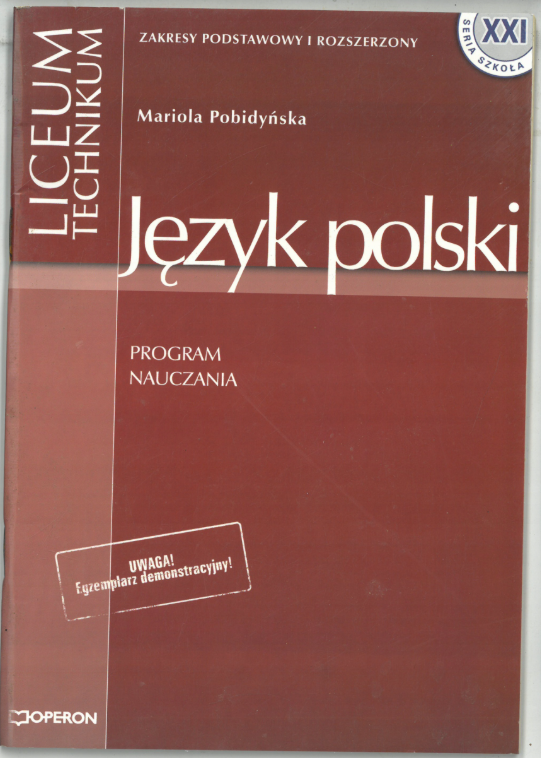 LICEUM
TECHNIKUM
ZAKRESY PODSTAWOWY I ROZSZERZONY
XXI
SERIA SZKOŁA
Mariola Pobidyńska
Język polski
PROGRAM
NAUCZANIA
UWAGA!
Egzemplarz demonstracyjny!
OPERON